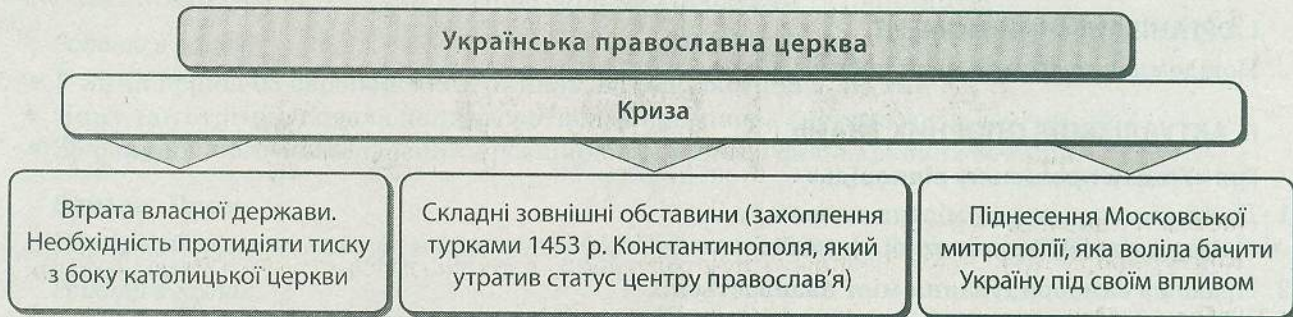 Українська православна церква
Криза
Втрата власної держави.
Необхідність протидіяти тиску
з боку католицької церкви
Складні зовнішні обставини (захоплення
турками 1453 р. Константинополя, який
утратив статус центру православ’я)
Піднесення Московської
митрополії, яка воліла бачити
Україну під своїм впливом